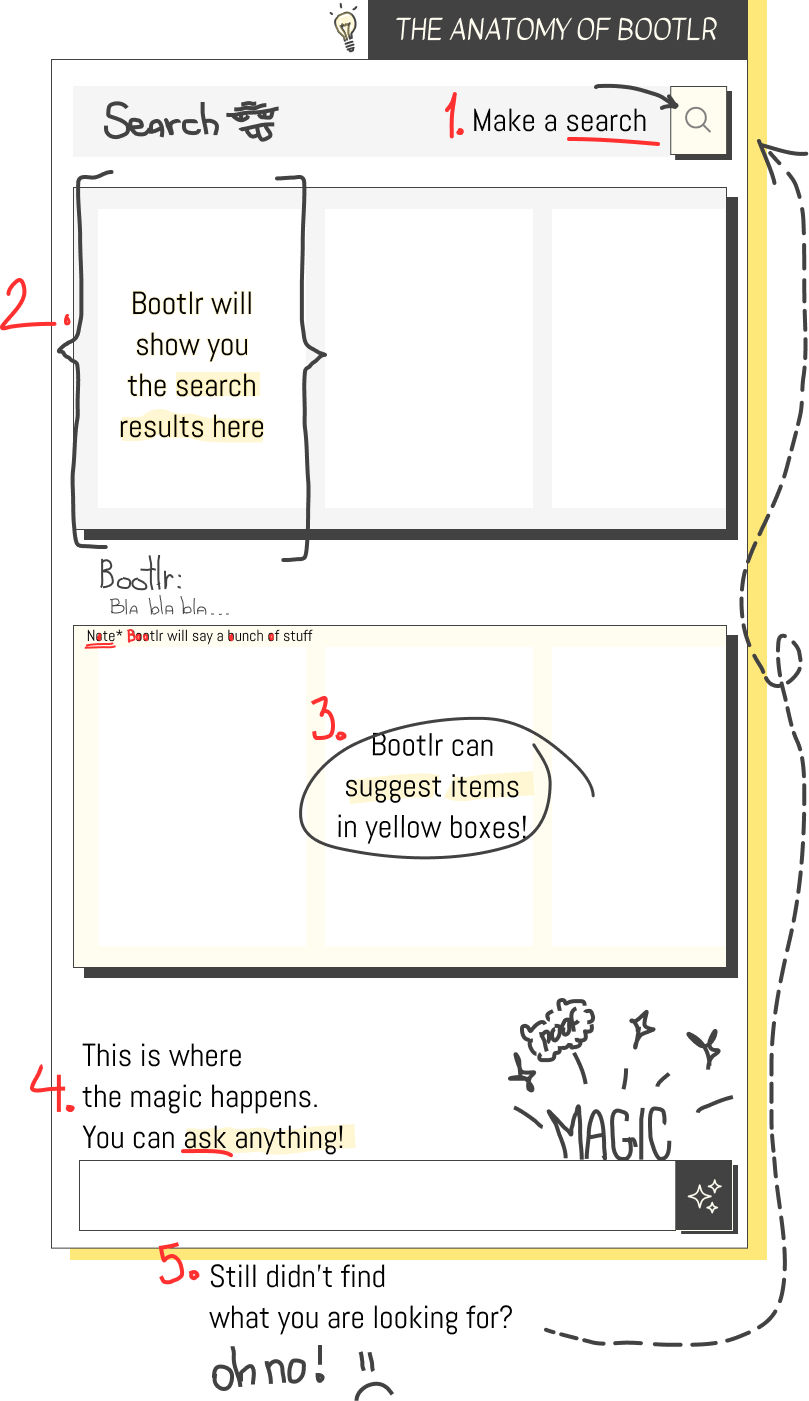 THE ANATOMY OF BOOTLR
Search
1. Make a search
2.
Bootlr will
show you
the search
results here
Bootlr:
Bla bla bla...
Note* Bootlr will say a bunch of stuff
3.
Bootlr can
suggest items
in yellow boxes!
POOF
MAGIC
4.
This is where
the magic happens.
You can ask anything!
5.
Still didn't find
what you are looking for?
oh no!